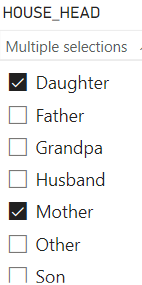 HOUSE_HEAD
Multiple selections
Daughter
Father
Grandpa
Husband
Mother
Other
Son